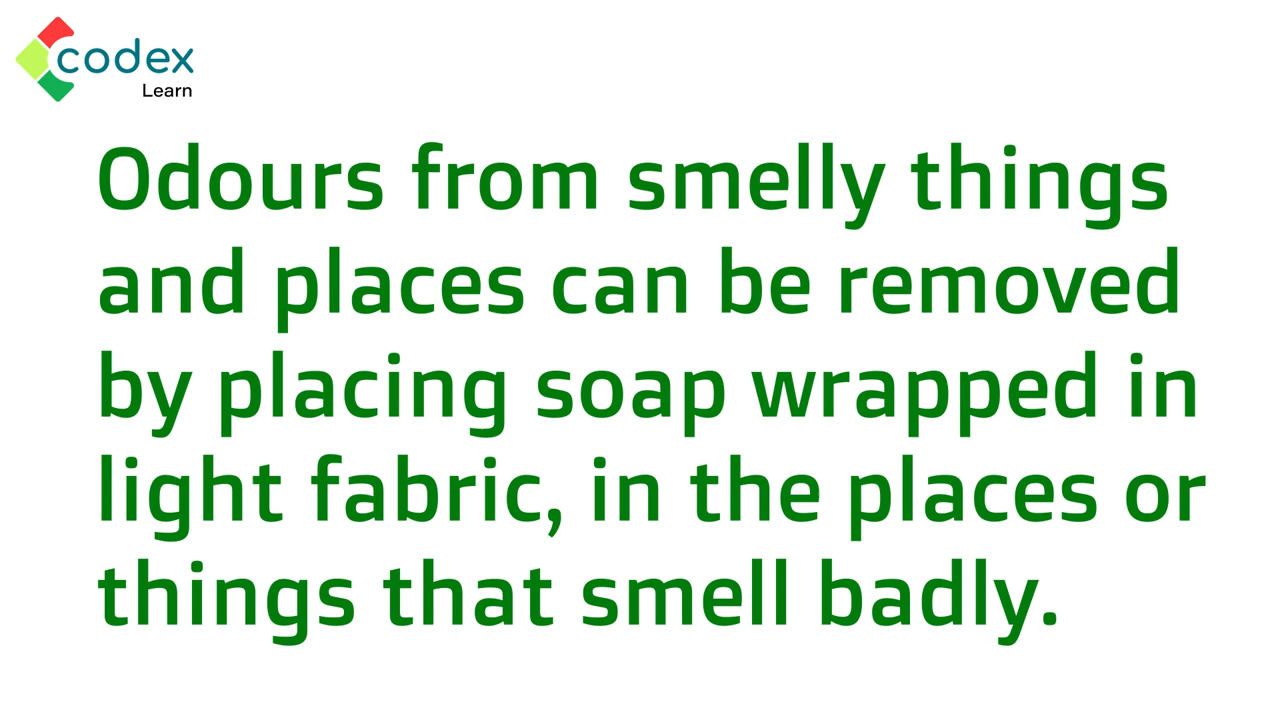 codex
Learn
Odours from smelly things
and places can be removed
by placing soap wrapped in
light fabric, in the places or
things that smell badly.